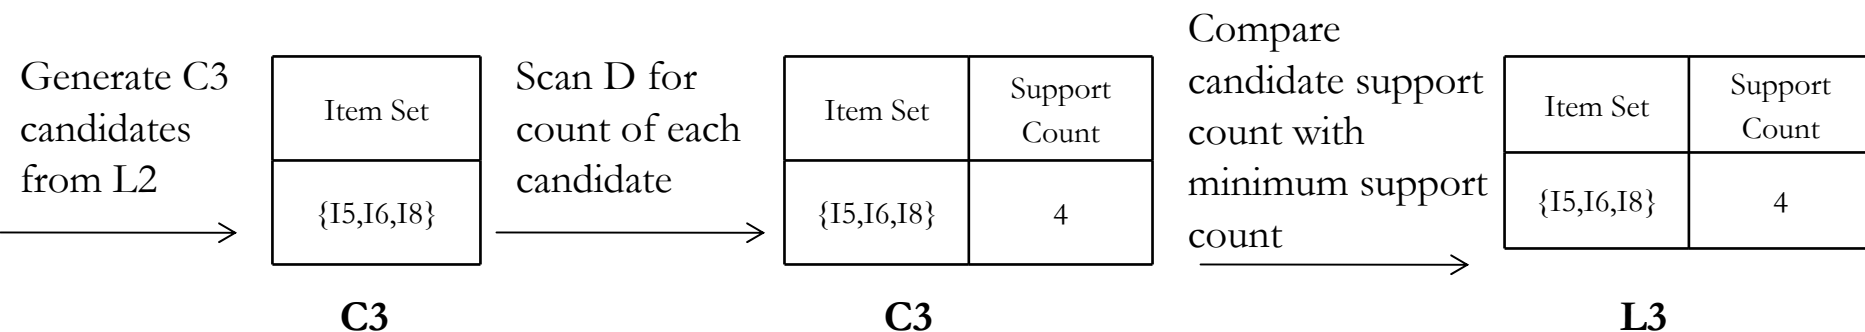 Generate C3
candidates
from L2
Item Set
{I5,I6,I8}
C3
Scan D for
count of each
candidate
Item Set
Support
Count
{I5,I6,I8}
4
C3
Compare
candidate support
count with
minimum support
count
Item Set
Support
Count
{I5,I6,I8}
4
L3